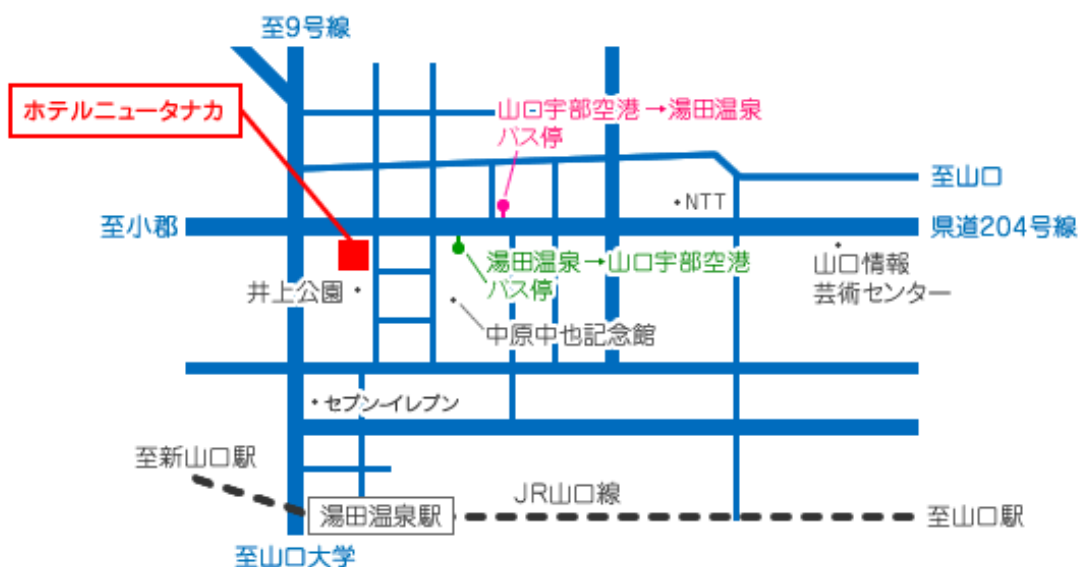 至9号線
ホテルニュータナカ
山口宇部空港→湯田温泉
バス停
至山口
・NTT
至小郡
県道204号線
湯田温泉→山口宇部空港
バス停
山口情報
芸術センター
井上公園・
中原中也記念館
・セブン-イレブン
至新山口駅
JR山口線
湯田温泉駅
至山口駅
至山口大学